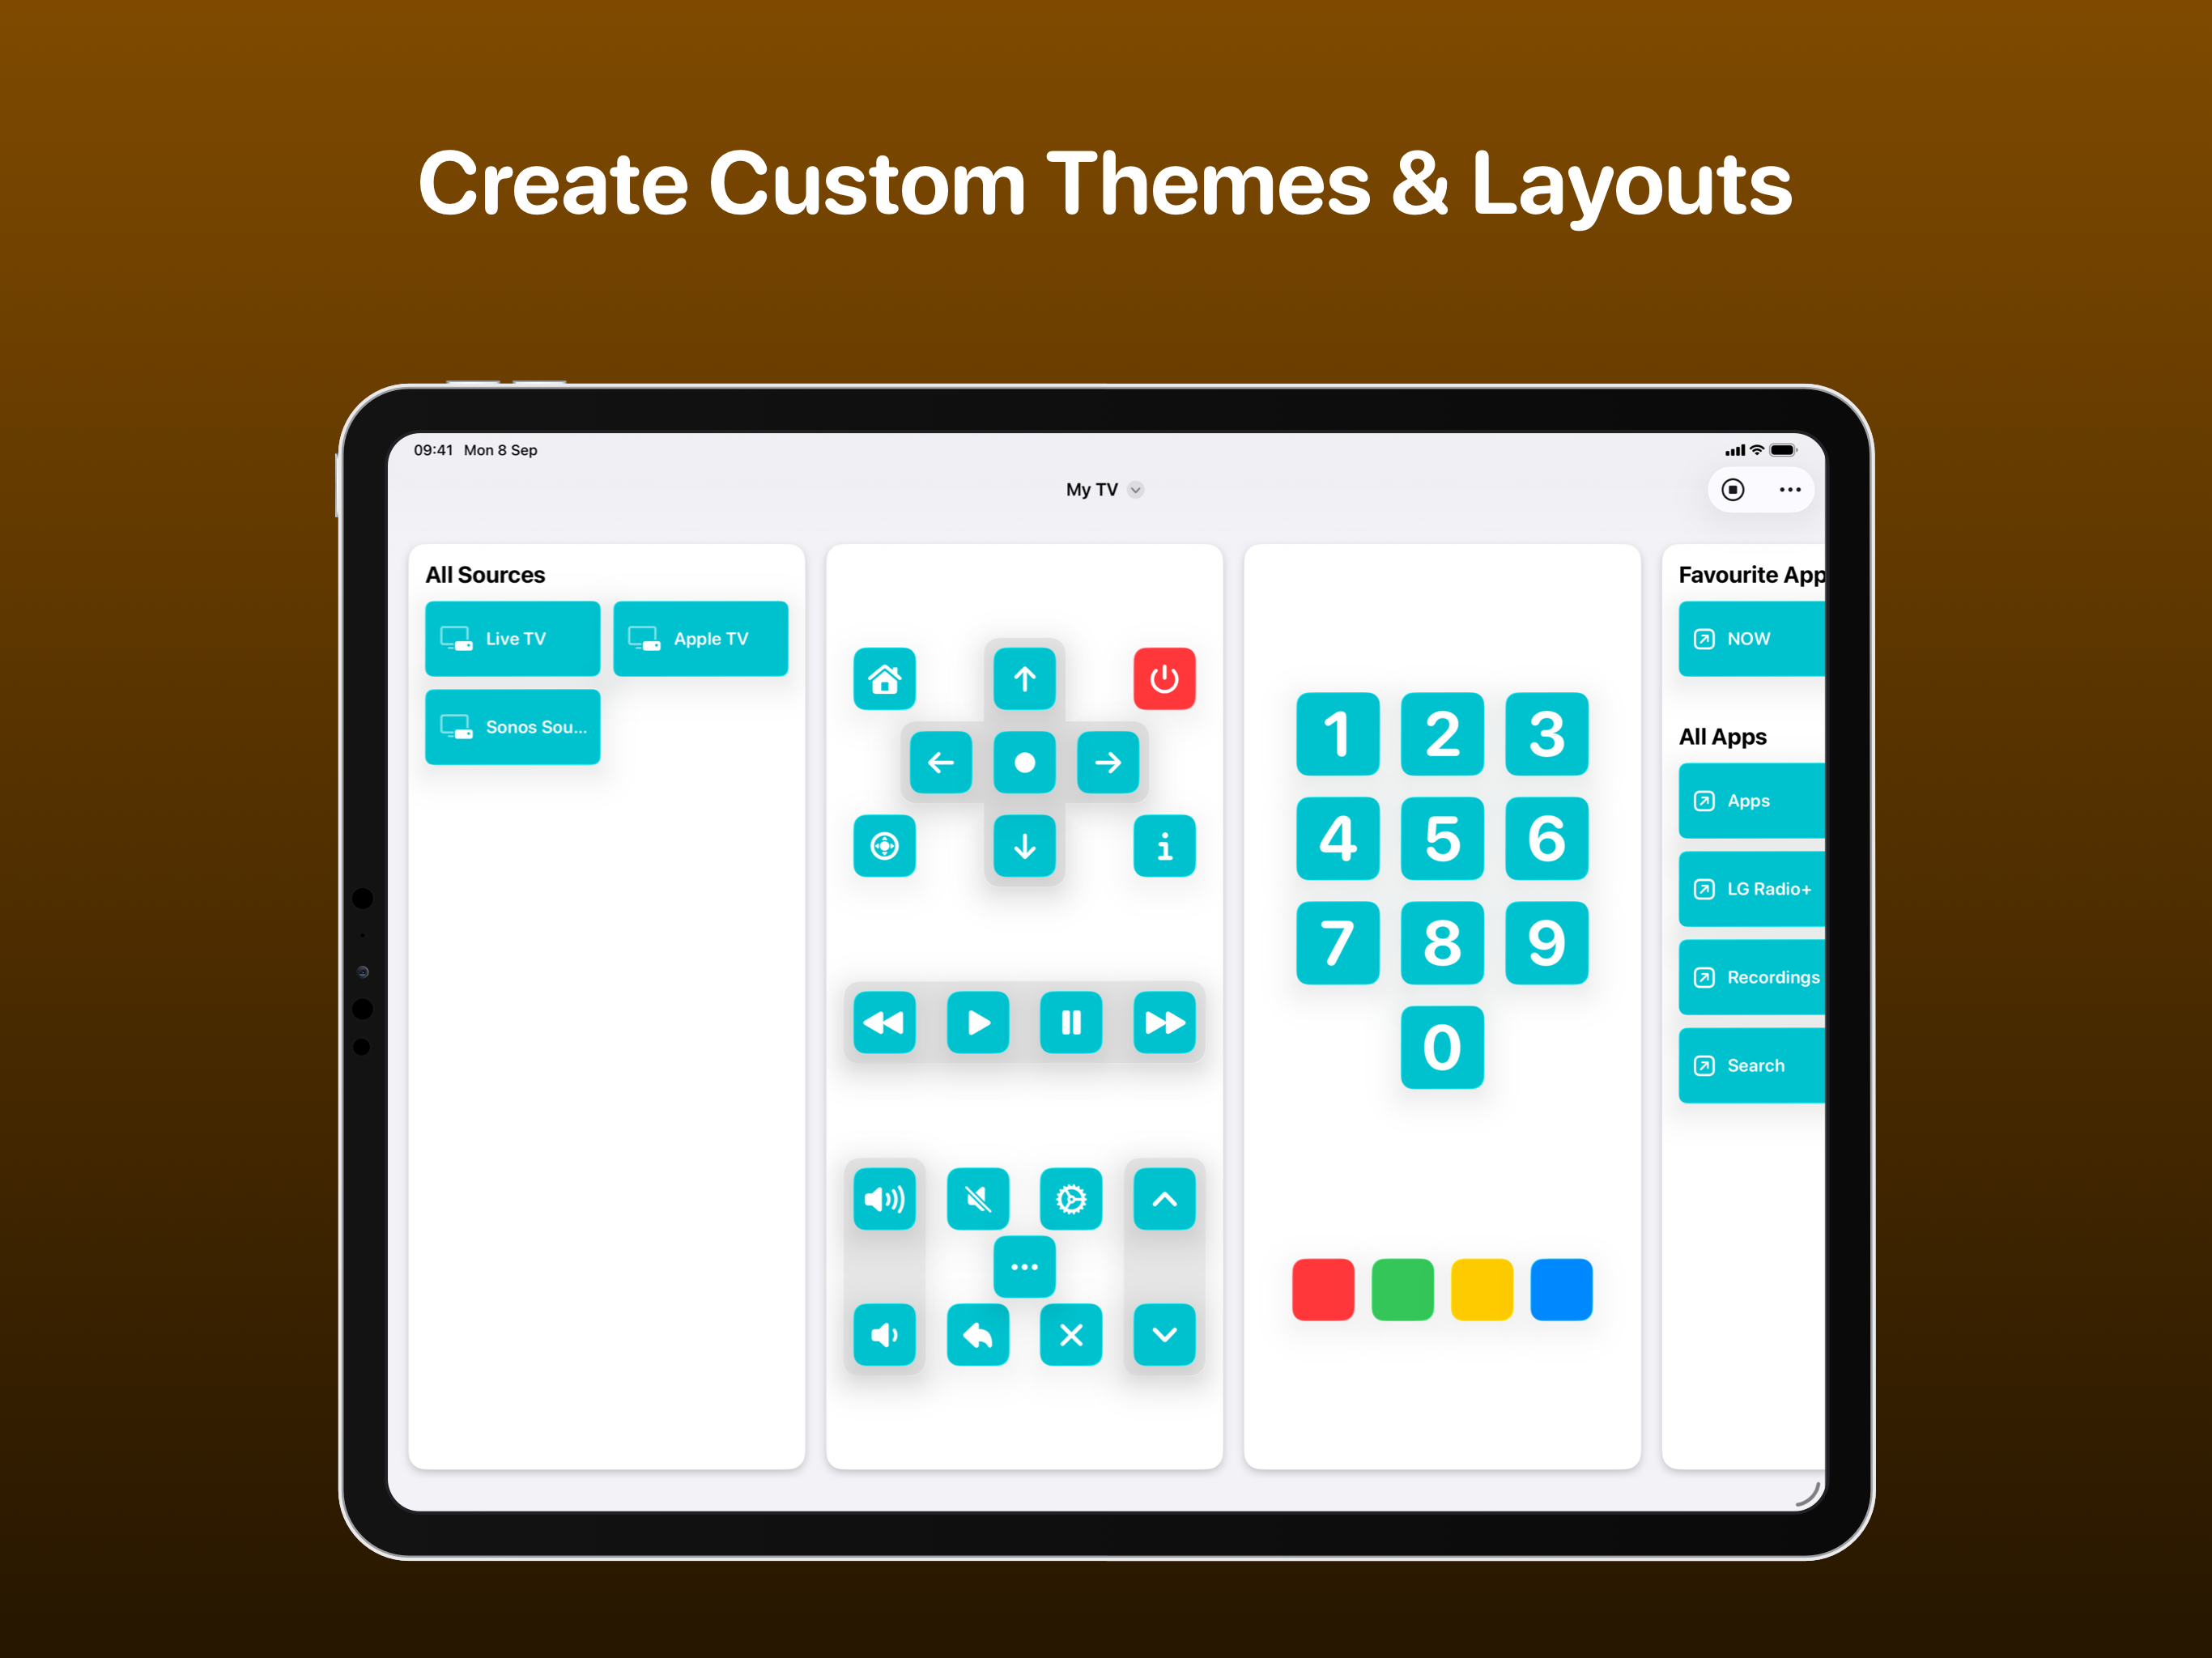 Create Custom Themes & Layouts
09:41 Mon 8 Sep
My TV
All Sources
Live TV
Apple TV
Sonos Sou...
1 2 3
4 5 6
7 8 9
0
Favourite App
NOW
All Apps
Apps
LG Radio+
Recordings
Search